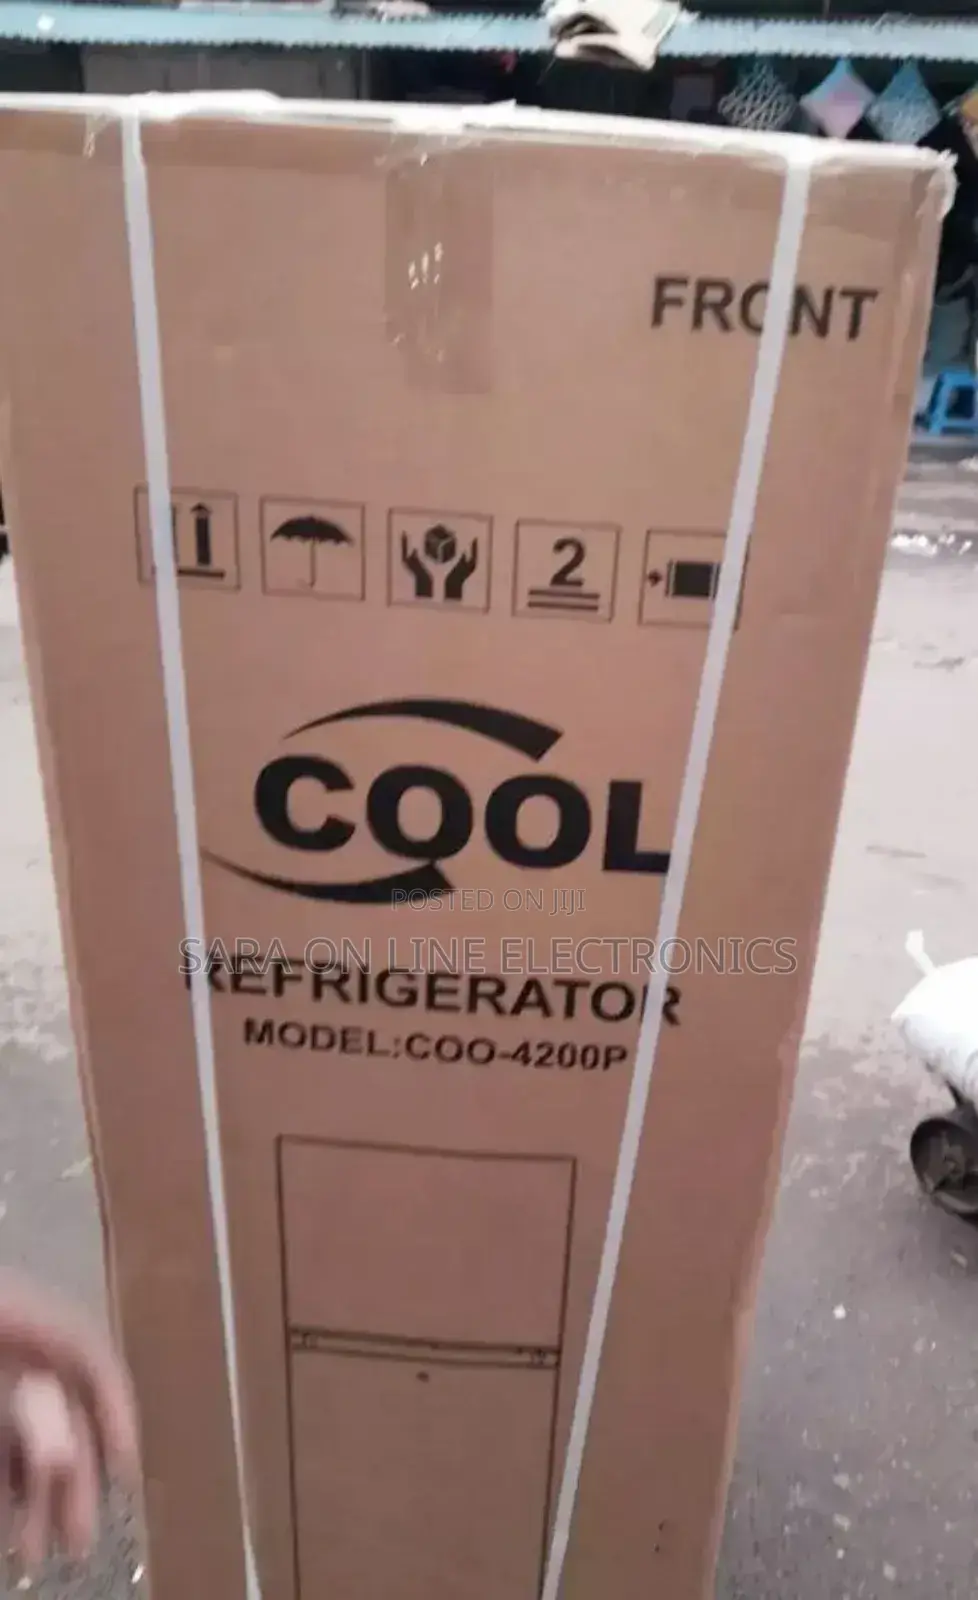 FRONT
2
COOL
POSTED ON JIJI
SARA ON LINE ELECTRONICS
REFRIGERATOR
MODEL:COO-4200P